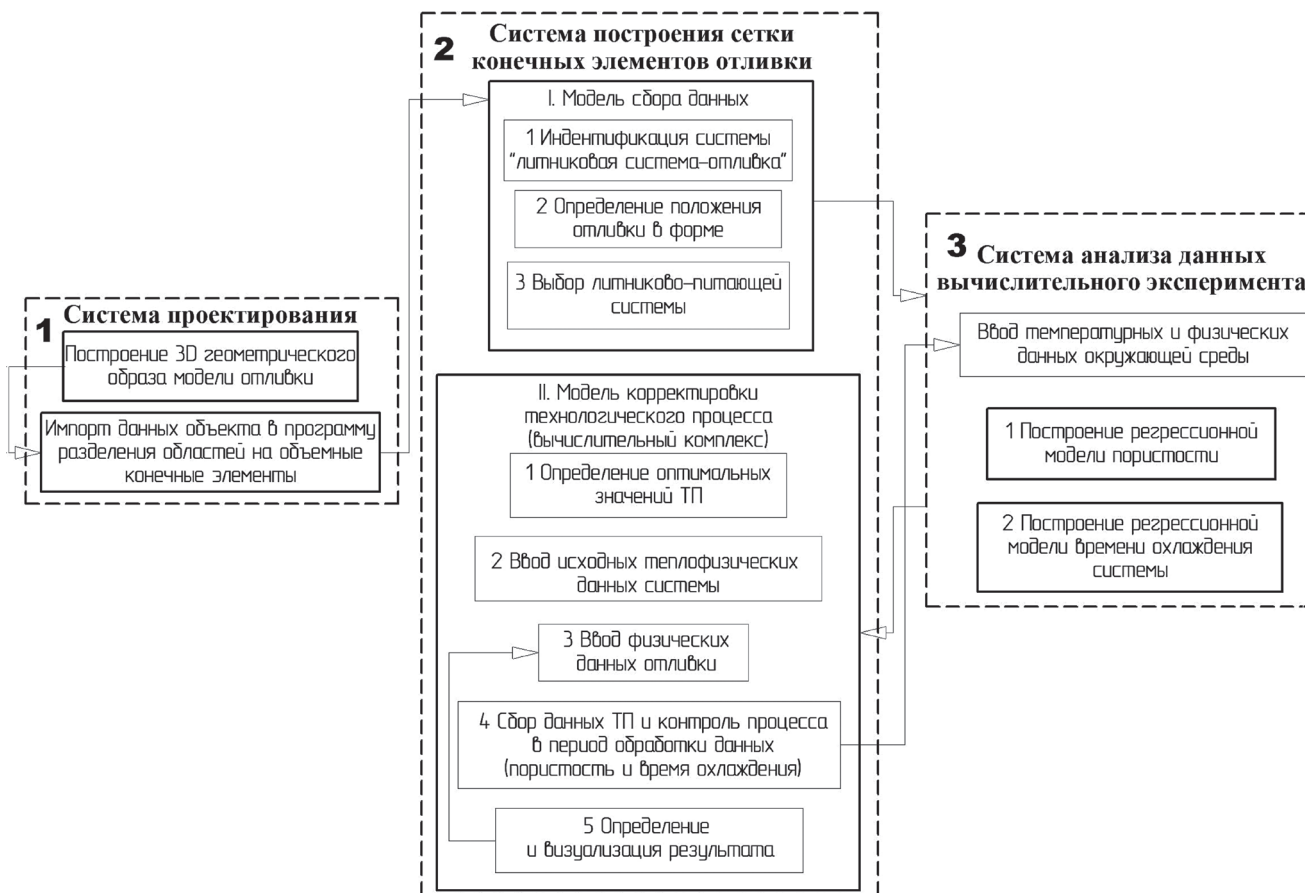 1 Система проектирования
Построение 3D геометрического
образа модели отливки
Импорт данных объекта в программу
разделения областей на объемные
конечные элементы
2 Система построения сетки
конечных элементов отливки
I. Модель сбора данных
1 Индентификация системы
“литниковая система-отливка”
2 Определение положения
отливки в форме
3 Выбор литниково-питающей
системы
II. Модель корректировки
технологического процесса
(вычислительный комплекс)
1 Определение оптимальных
значений ТП
2 Ввод исходных теплофизических
данных системы
3 Ввод физических
данных отливки
4 Сбор данных ТП и контроль процесса
в период обработки данных
(пористость и время охлаждения)
5 Определение
и визуализация результата
3 Система анализа данных
вычислительного эксперимента
Ввод температурных и физических
данных окружающей среды
1 Построение регрессионной
модели пористости
2 Построение регрессионной
модели времени охлаждения
системы